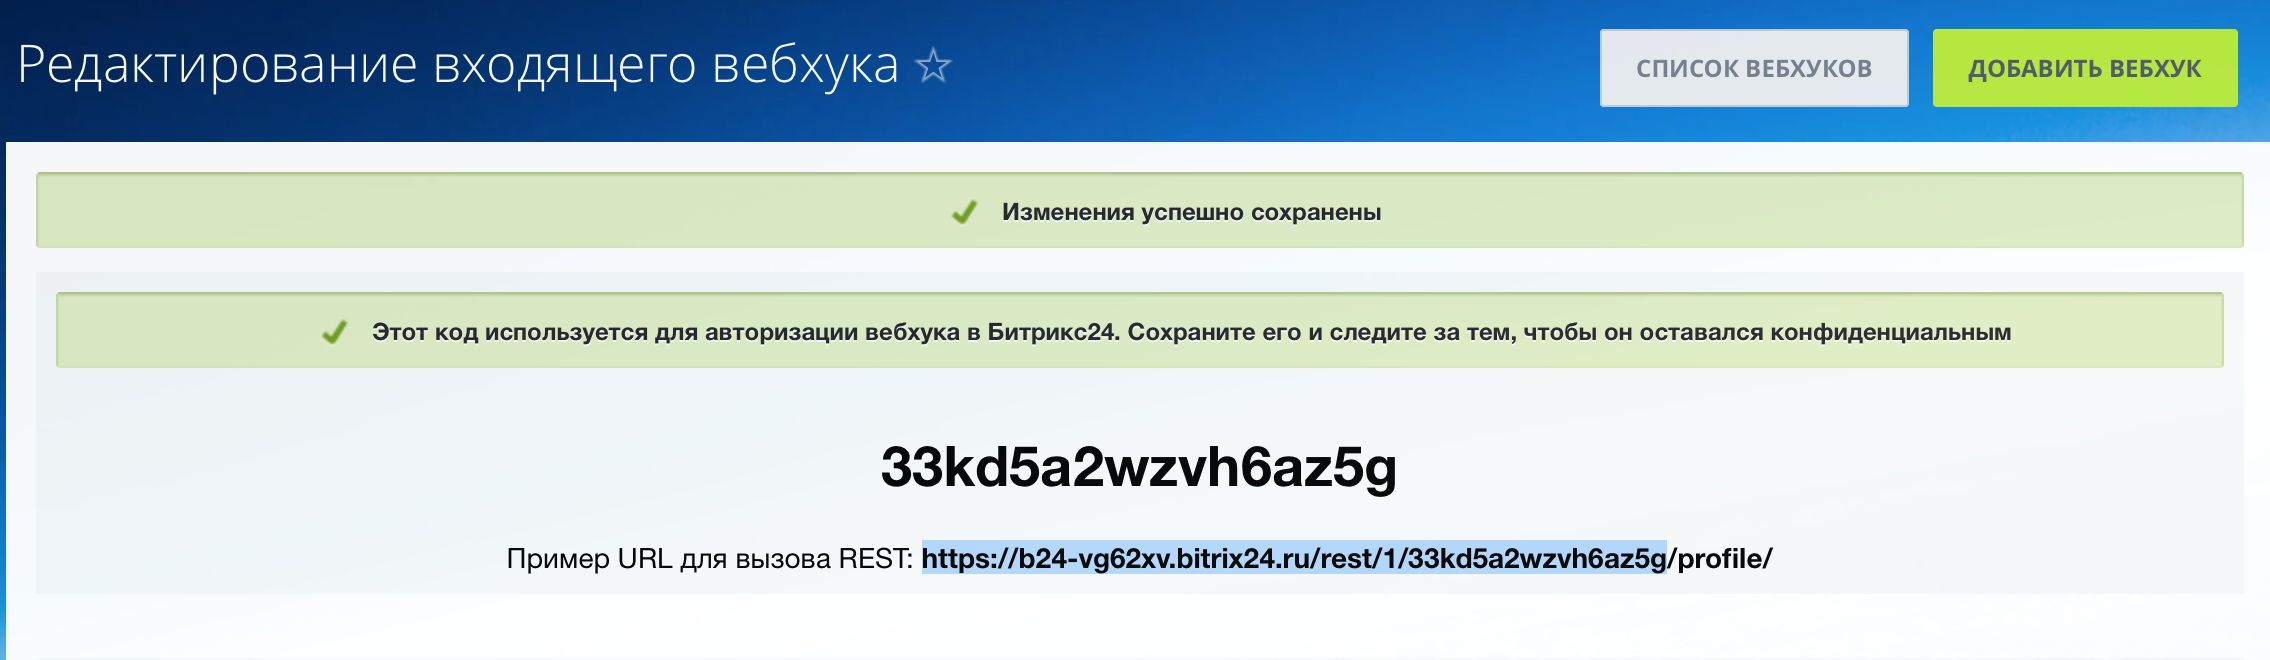 Редактирование входящего вебхука
СПИСОК ВЕБХУКОВ
ДОБАВИТЬ ВЕБХУК
Изменения успешно сохранены
Этот код используется для авторизации вебхука в Битрикс24. Сохраните его и следите за тем, чтобы он оставался конфиденциальным
33kd5a2wzvh6az5g
Пример URL для вызова REST: https://b24-vg62xv.bitrix24.ru/rest/1/33kd5a2wzvh6az5g/profile/